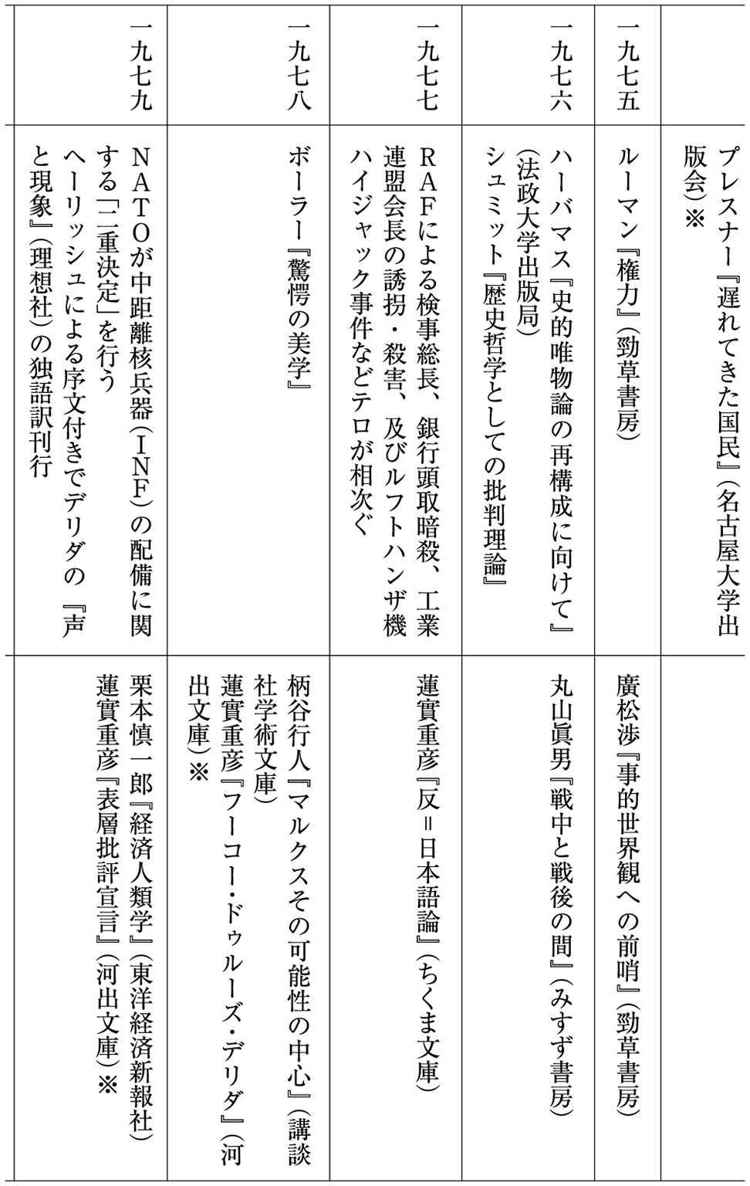 プレスナー『遅れてきた国民』(名古屋大学出
版会)※
一九七五
ルーマン『権力』(勁草書房)
廣松渉『事的世界観への前哨』(勁草書房)
一九七六
ハーバマス『史的唯物論の再構成に向けて』
(法政大学出版局)
シュミット『歴史哲学としての批判理論』
丸山眞男『戦中と戦後の間』(みすず書房)
一九七七
RAFによる検事総長、銀行頭取暗殺、工業
連盟会長の誘拐・殺害、及びルフトハンザ機
ハイジャック事件などテロが相次ぐ
蓮實重彦『反=日本語論』(ちくま文庫)
一九七八
ボーラー『驚愕の美学』
柄谷行人『マルクスその可能性の中心』(講談
社学術文庫)
蓮實重彦『フーコー・ドゥルーズ・デリダ』(河
出文庫)※
一九七九
NATOが中距離核兵器(INF)の配備に関
する「二重決定」を行う
ヘーリッシュによる序文付きでデリダの『声
と現象』(理想社)の独語訳刊行
栗本慎一郎『経済人類学』(東洋経済新報社)
蓮實重彦『表層批評宣言』(河出文庫)※